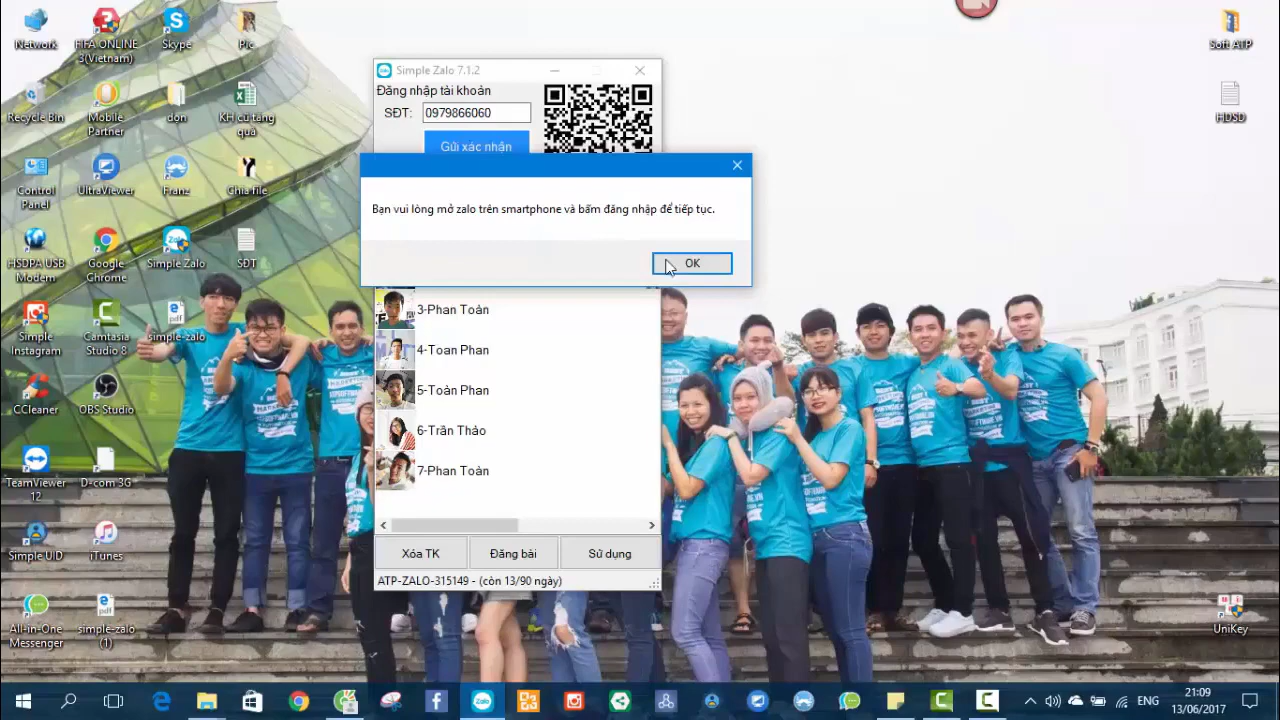 Network
FIFA ONLINE
3(Vietnam)
Skype
Pic
Soft ATP
Recycle Bin
Mobile
Partner
dọn
KH cũ tặng
quà
HDSD
Control
Panel
UltraViewer
Franz
Chia file
HSDPA USB
Modem
Google
Chrome
Simple Zalo
SĐT
Simple
Instagram
Camtasia
Studio 8
simple-zalo
CCleaner
OBS Studio
TeamViewer
12
D-com 3G
Simple UID
iTunes
All-in-One
Messenger
simple-zalo
(1)
UniKey
Simple Zalo 7.1.2
Đăng nhập tài khoản
SĐT:
0979866060
Gửi xác nhận
Bạn vui lòng mở zalo trên smartphone và bấm đăng nhập để tiếp tục.
OK
3-Phan Toàn
4-Toan Phan
5-Toàn Phan
6-Trần Thảo
7-Phan Toàn
Xóa TK
Đăng bài
Sử dụng
ATP-ZALO-315149 - (còn 13/90 ngày)
ENG
21:09
13/06/2017